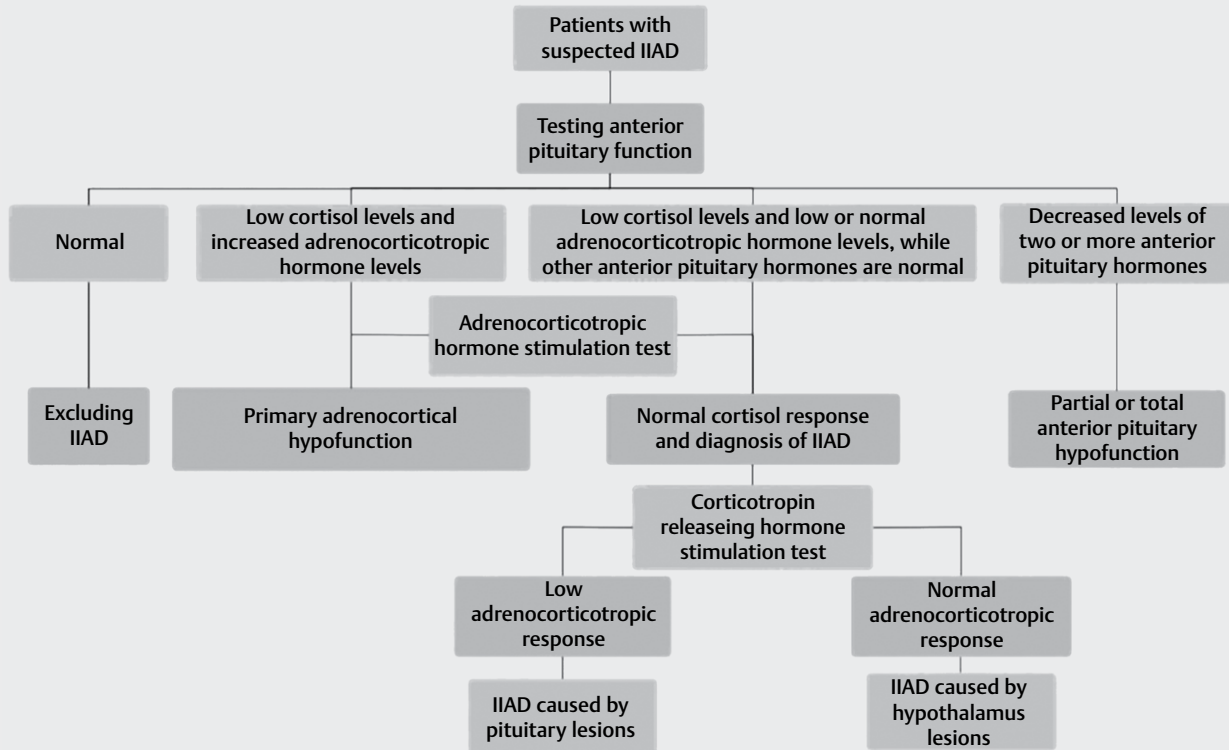 Patients with
suspected IIAD
Testing anterior
pituitary function
Normal
Low cortisol levels and
increased adrenocorticotropic
hormone levels
Low cortisol levels and low or normal
adrenocorticotropic hormone levels, while
other anterior pituitary hormones are normal
Decreased levels of
two or more anterior
pituitary hormones
Adrenocorticotropic
hormone stimulation test
Excluding
IIAD
Primary adrenocortical
hypofunction
Normal cortisol response
and diagnosis of IIAD
Partial or total
anterior pituitary
hypofunction
Corticotropin
releaseing hormone
stimulation test
Low
adrenocorticotropic
response
Normal
adrenocorticotropic
response
IIAD caused by
pituitary lesions
IIAD caused by
hypothalamus
lesions